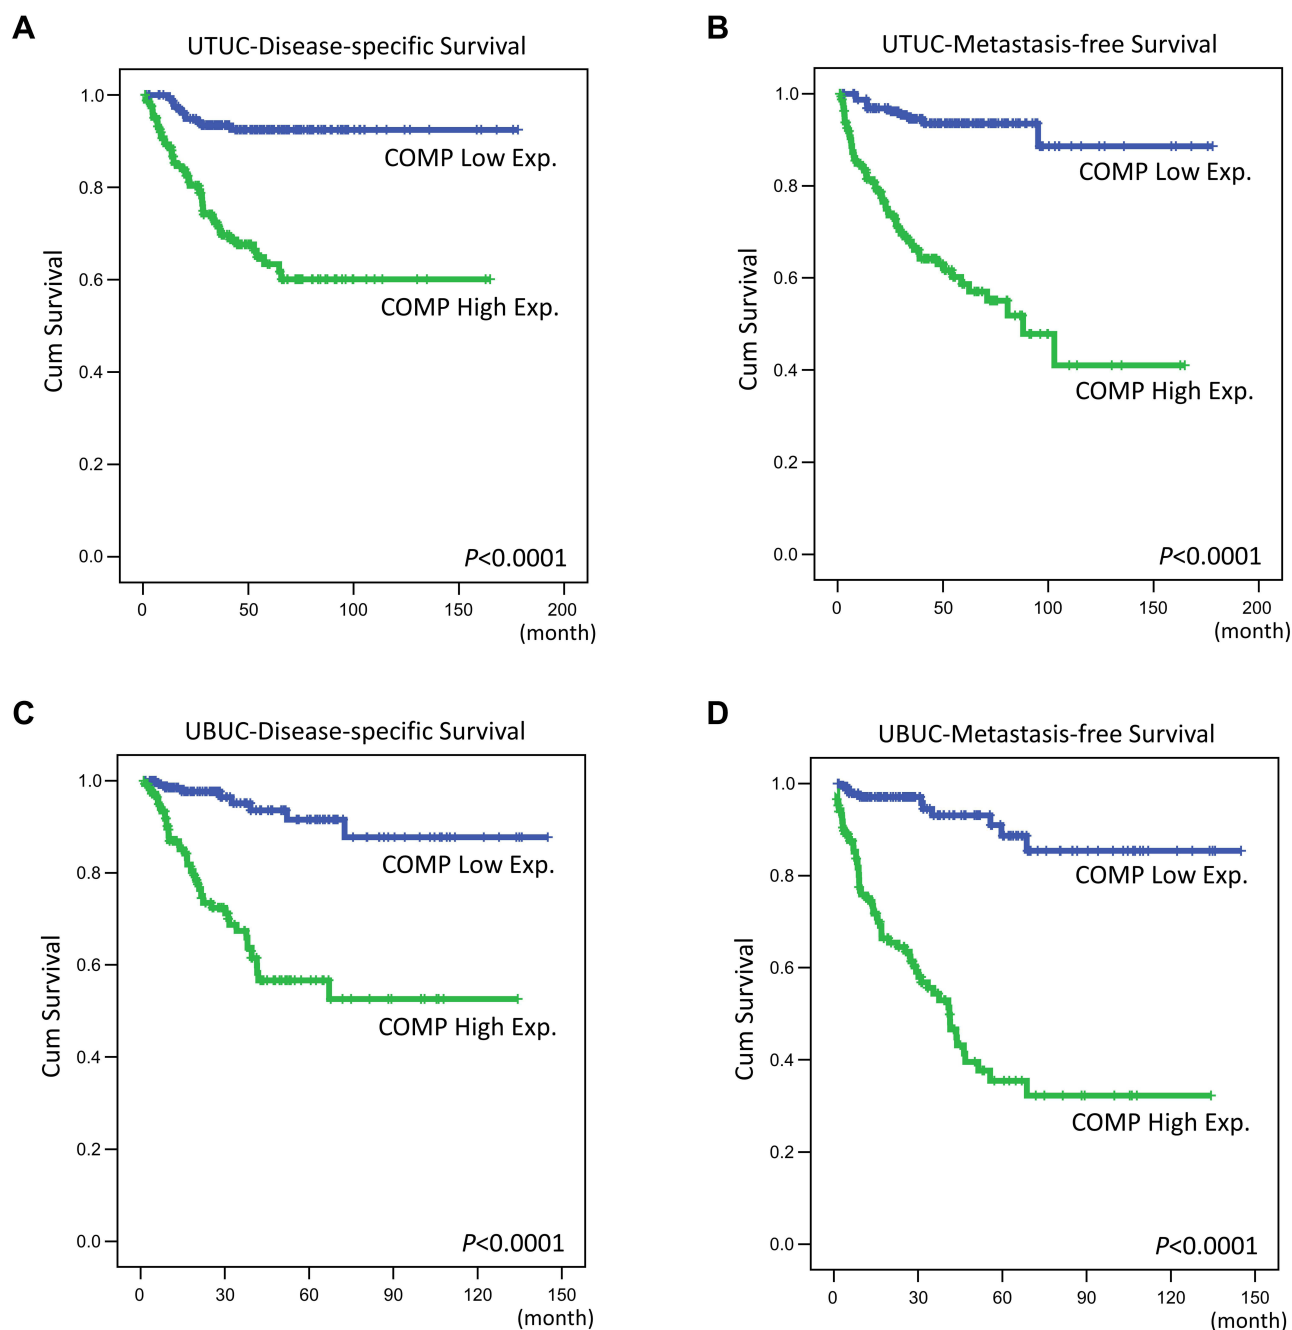 A
UTUC-Disease-specific Survival
1.0
0.8
0.6
0.4
0.2
0.0
Cum Survival
COMP Low Exp.
COMP High Exp.
P<0.0001
0 50 100 150 200
(month)
B
UTUC-Metastasis-free Survival
1.0
0.8
0.6
0.4
0.2
0.0
Cum Survival
COMP Low Exp.
COMP High Exp.
P<0.0001
0 50 100 150 200
(month)
C
UBUC-Disease-specific Survival
1.0
0.8
0.6
0.4
0.2
0.0
Cum Survival
COMP Low Exp.
COMP High Exp.
P<0.0001
0 30 60 90 120 150
(month)
D
UBUC-Metastasis-free Survival
1.0
0.8
0.6
0.4
0.2
0.0
Cum Survival
COMP Low Exp.
COMP High Exp.
P<0.0001
0 30 60 90 120 150
(month)